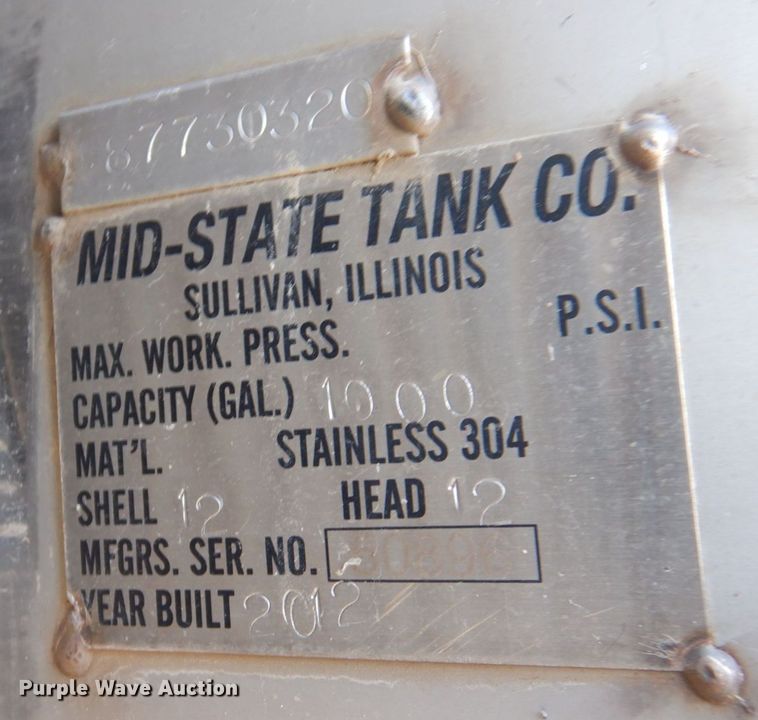 87730320
MID-STATE TANK CO.
SULLIVAN, ILLINOIS
MAX. WORK. PRESS. P.S.I.
CAPACITY (GAL.) 1000
MAT'L. STAINLESS 304
SHELL 12 HEAD 12
MFGRS. SER. NO.
YEAR BUILT 2012
Purple Wave Auction